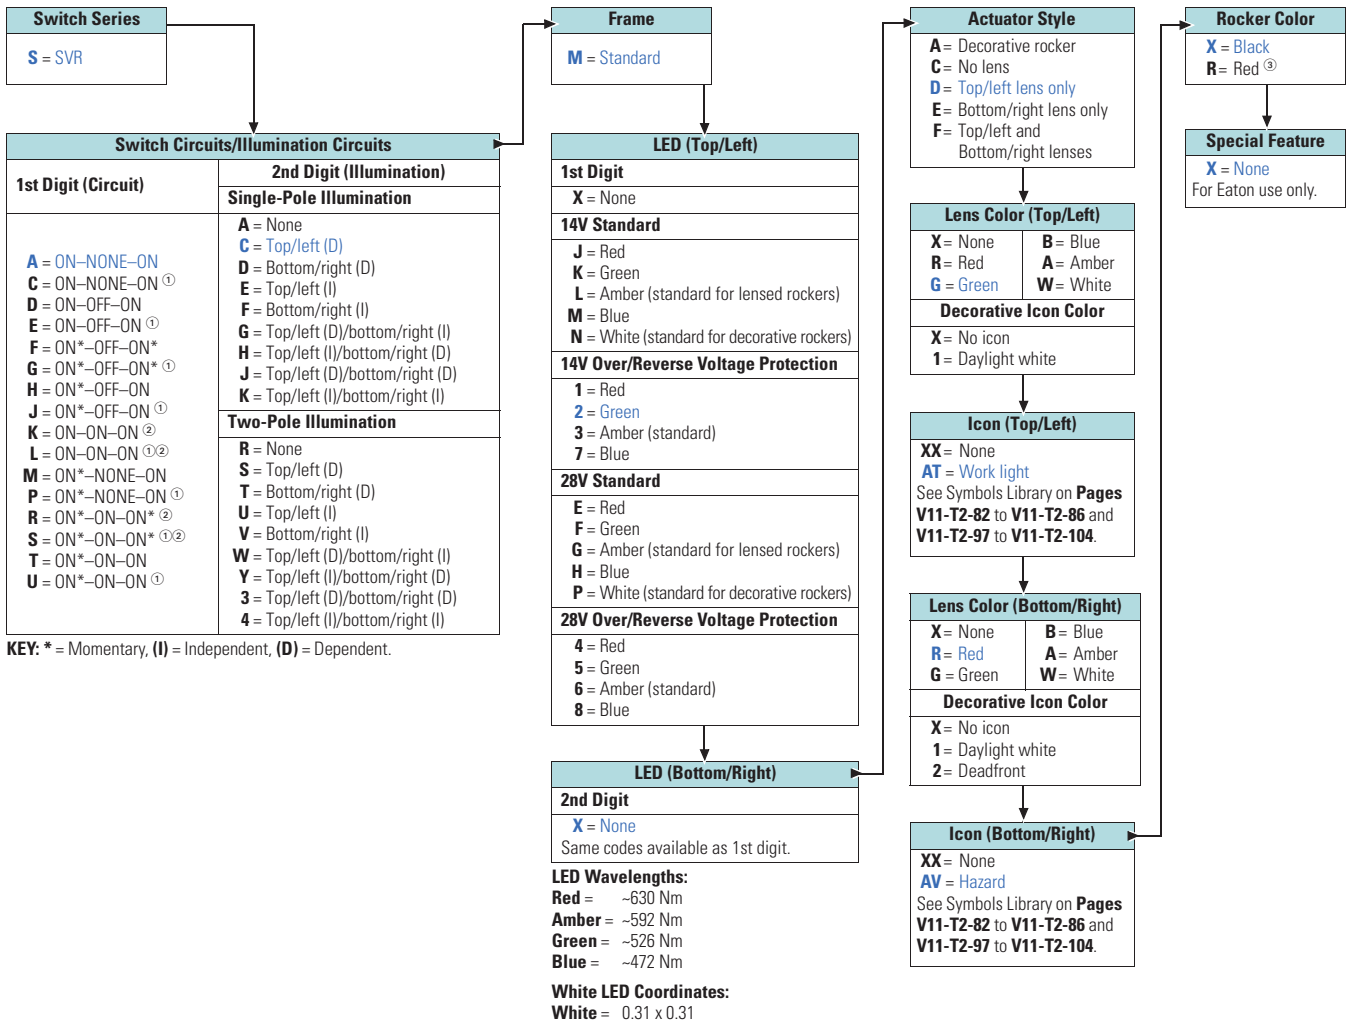 Switch Series
S = SVR
Switch Circuits/Illumination Circuits
1st Digit (Circuit)
A = ON–NONE–ON
C = ON–NONE–ON ①
D = ON–OFF–ON
E = ON–OFF–ON ①
F = ON*–OFF–ON*
G = ON*–OFF–ON* ①
H = ON*–OFF–ON
J = ON*–OFF–ON ①
K = ON–ON–ON ②
L = ON–ON–ON ①②
M = ON*–NONE–ON
P = ON*–NONE–ON ①
R = ON*–ON–ON* ②
S = ON*–ON–ON* ①②
T = ON*–ON–ON
U = ON*–ON–ON ①
2nd Digit (Illumination)
Single-Pole Illumination
A = None
C = Top/left (D)
D = Bottom/right (D)
E = Top/left (I)
F = Bottom/right (I)
G = Top/left (D)/bottom/right (I)
H = Top/left (I)/bottom/right (D)
J = Top/left (D)/bottom/right (D)
K = Top/left (I)/bottom/right (I)
Two-Pole Illumination
R = None
S = Top/left (D)
T = Bottom/right (D)
U = Top/left (I)
V = Bottom/right (I)
W = Top/left (D)/bottom/right (I)
Y = Top/left (I)/bottom/right (D)
3 = Top/left (D)/bottom/right (D)
4 = Top/left (I)/bottom/right (I)
KEY: * = Momentary, (I) = Independent, (D) = Dependent.
Frame
M = Standard
LED (Top/Left)
1st Digit
X = None
14V Standard
J = Red
K = Green
L = Amber (standard for lensed rockers)
M = Blue
N = White (standard for decorative rockers)
14V Over/Reverse Voltage Protection
1 = Red
2 = Green
3 = Amber (standard)
7 = Blue
28V Standard
E = Red
F = Green
G = Amber (standard for lensed rockers)
H = Blue
P = White (standard for decorative rockers)
28V Over/Reverse Voltage Protection
4 = Red
5 = Green
6 = Amber (standard)
8 = Blue
LED (Bottom/Right)
2nd Digit
X = None
Same codes available as 1st digit.
LED Wavelengths:
Red = ~630 Nm
Amber = ~592 Nm
Green = ~526 Nm
Blue = ~472 Nm
White LED Coordinates:
White = 0.31 x 0.31
Actuator Style
A = Decorative rocker
C = No lens
D = Top/left lens only
E = Bottom/right lens only
F = Top/left and
Bottom/right lenses
Lens Color (Top/Left)
X = None B = Blue
R = Red A = Amber
G = Green W = White
Decorative Icon Color
X = No icon
1 = Daylight white
Icon (Top/Left)
XX = None
AT = Work light
See Symbols Library on Pages
V11-T2-82 to V11-T2-86 and
V11-T2-97 to V11-T2-104.
Lens Color (Bottom/Right)
X = None B = Blue
R = Red A = Amber
G = Green W = White
Decorative Icon Color
X = No icon
1 = Daylight white
2 = Deadfront
Icon (Bottom/Right)
XX = None
AV = Hazard
See Symbols Library on Pages
V11-T2-82 to V11-T2-86 and
V11-T2-97 to V11-T2-104.
Rocker Color
X = Black
R = Red ③
Special Feature
X = None
For Eaton use only.